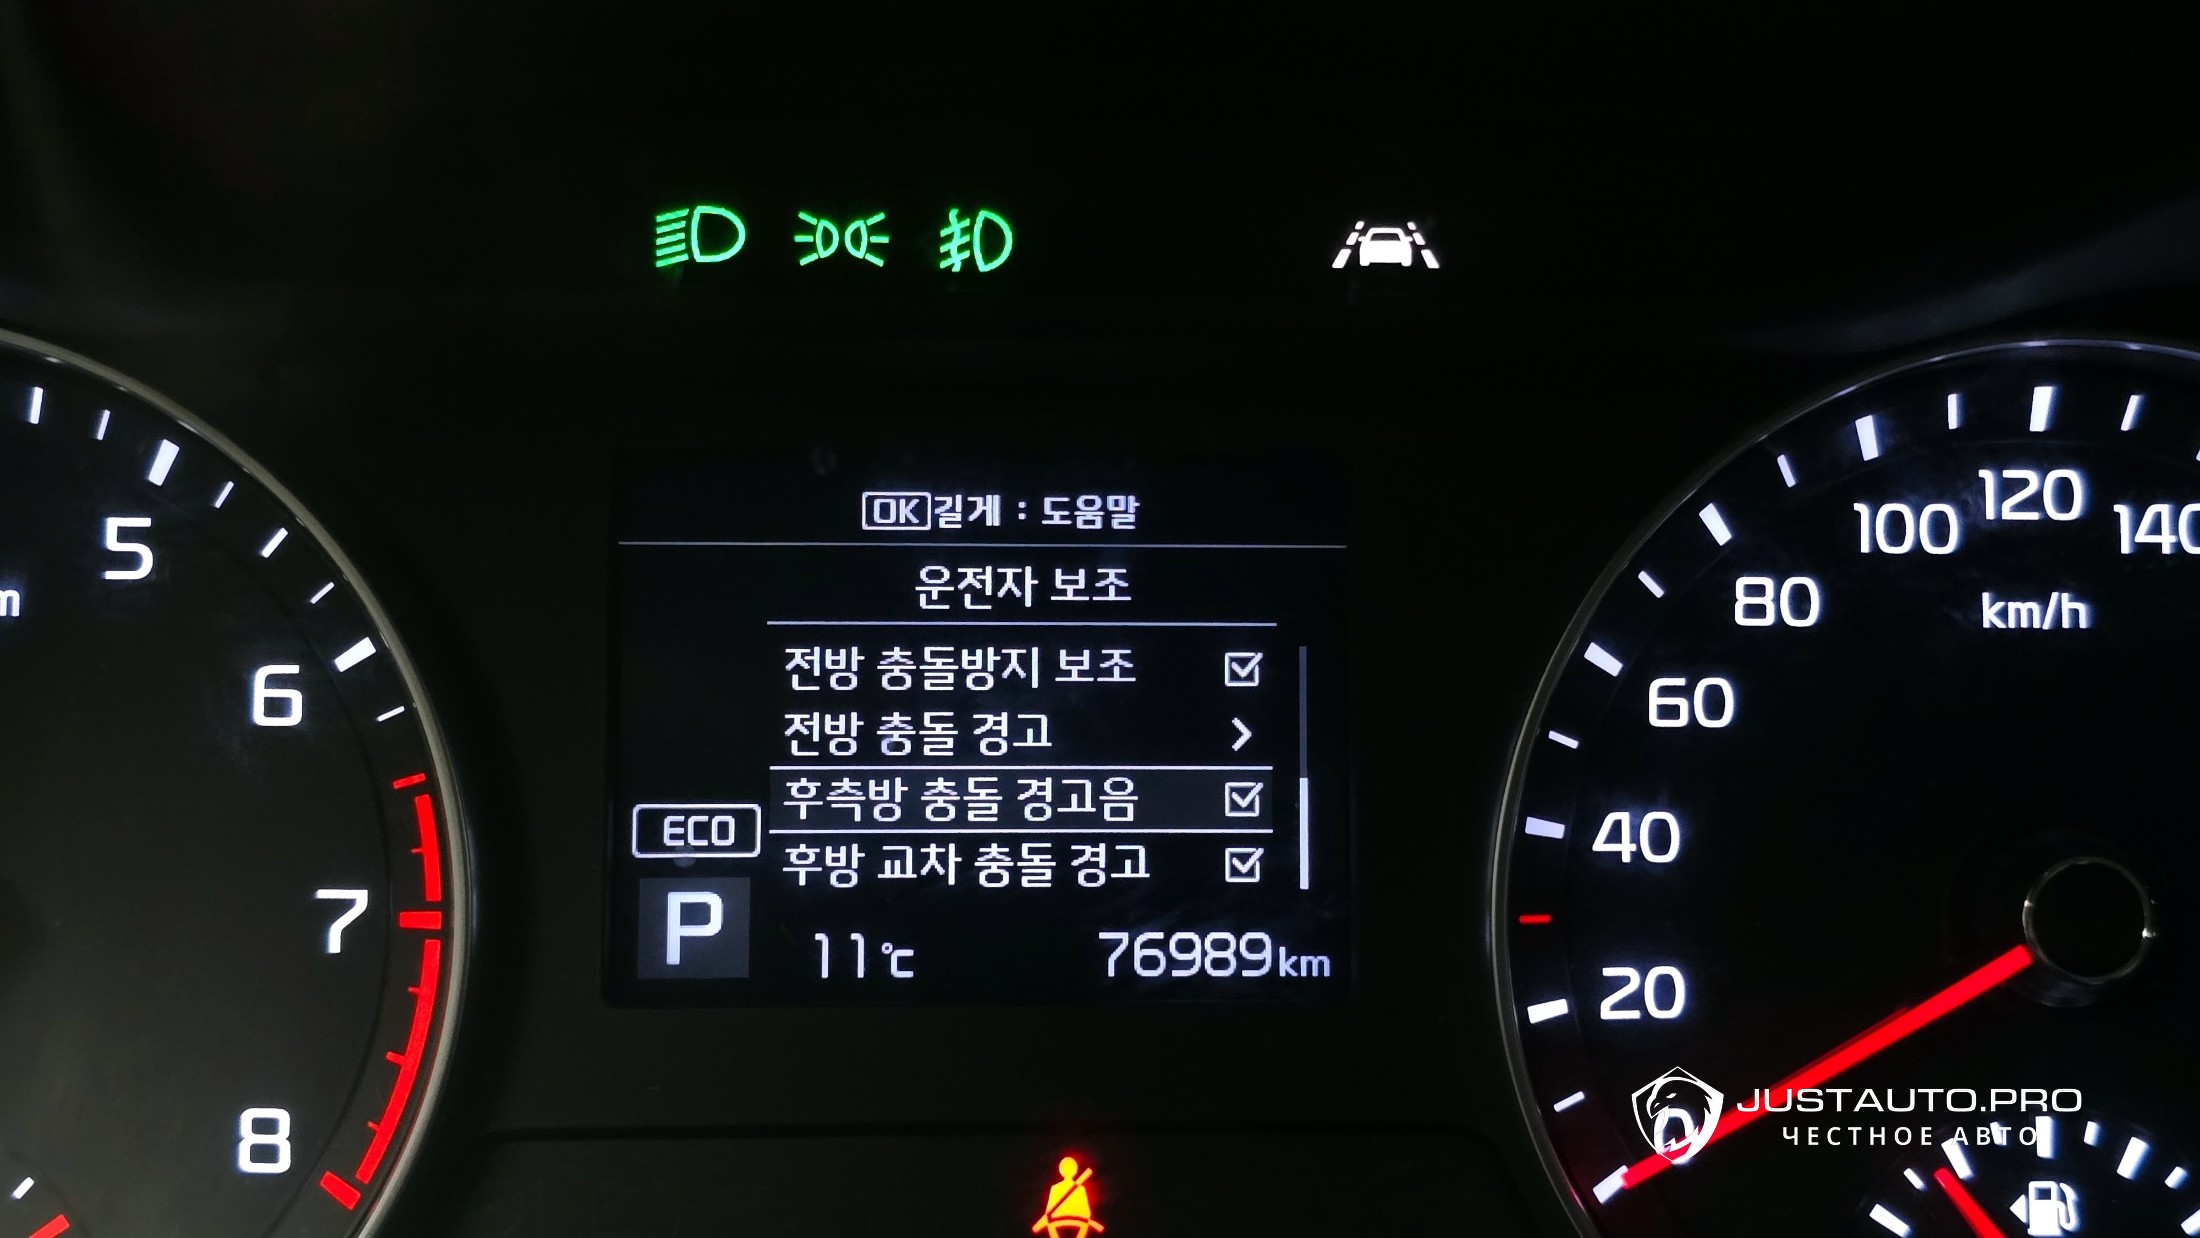 OK 길게 : 도움말
운전자 보조
전방 충돌방지 보조
전방 충돌 경고
후측방 충돌 경고음
후방 교차 충돌 경고
ECO
P
11℃
76989 km
5
6
7
8
0
20
40
60
80
100
120
140
km/h
JUSTAUTO.PRO
ЧЕСТНОЕ АВТО